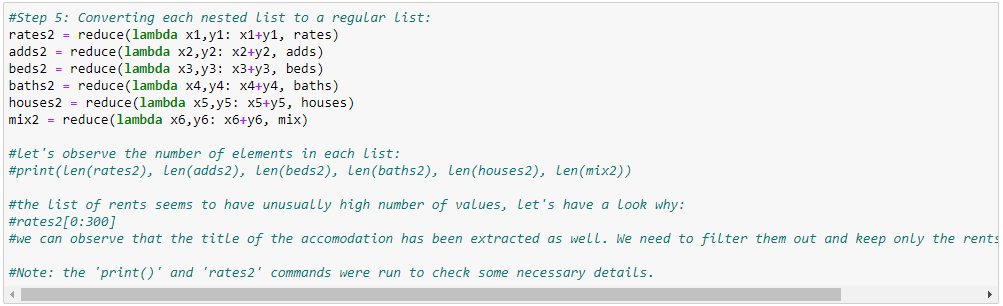 #Step 5: Converting each nested list to a regular list:
rates2 = reduce(lambda x1,y1: x1+y1, rates)
adds2 = reduce(lambda x2,y2: x2+y2, adds)
beds2 = reduce(lambda x3,y3: x3+y3, beds)
baths2 = reduce(lambda x4,y4: x4+y4, baths)
houses2 = reduce(lambda x5,y5: x5+y5, houses)
mix2 = reduce(lambda x6,y6: x6+y6, mix)
#let's observe the number of elements in each list:
#print(len(rates2), len(adds2), len(beds2), len(baths2), len(houses2), len(mix2))
#the list of rents seems to have unusually high number of values, let's have a look why:
#rates2[0:300]
#we can observe that the title of the accomodation has been extracted as well. We need to filter them out and keep only the rents
#Note: the 'print()' and 'rates2' commands were run to check some necessary details.